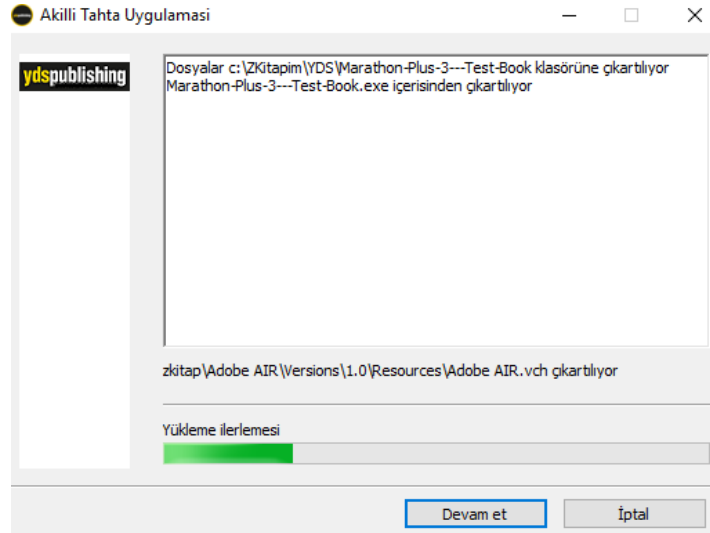 Akilli Tahta Uygulamasi
ydspublishing
Dosyalar c:\ZKitapim\YDS\Marathon-Plus-3---Test-Book klasörüne çıkartılıyor
Marathon-Plus-3---Test-Book.exe içerisinden çıkartılıyor
zkitap\Adobe AIR\Versions\1.0\Resources\Adobe AIR.vch çıkartılıyor
Yükleme ilerlemesi
Devam et
İptal